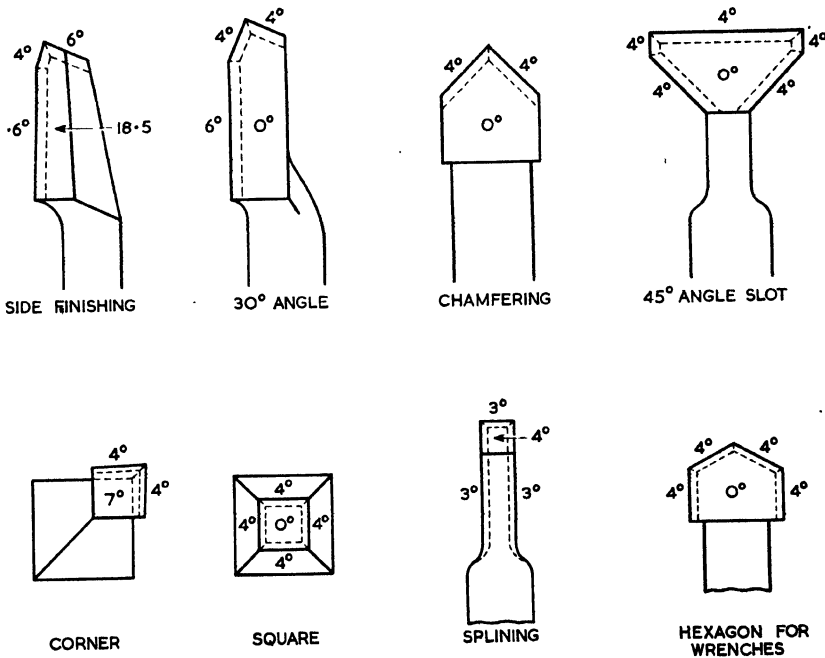 4° 6°
.6° 18·5
SIDE FINISHING
4° 4°
6° 0°
30° ANGLE
4° 4°
0°
CHAMFERING
4°
4° 4°
0°
4° 4°
45° ANGLE SLOT
4°
7° 4°
CORNER
4°
4° 0° 4°
4°
SQUARE
3°
4°
3° 3°
SPLINING
4° 4°
4° 0° 4°
HEXAGON FOR
WRENCHES